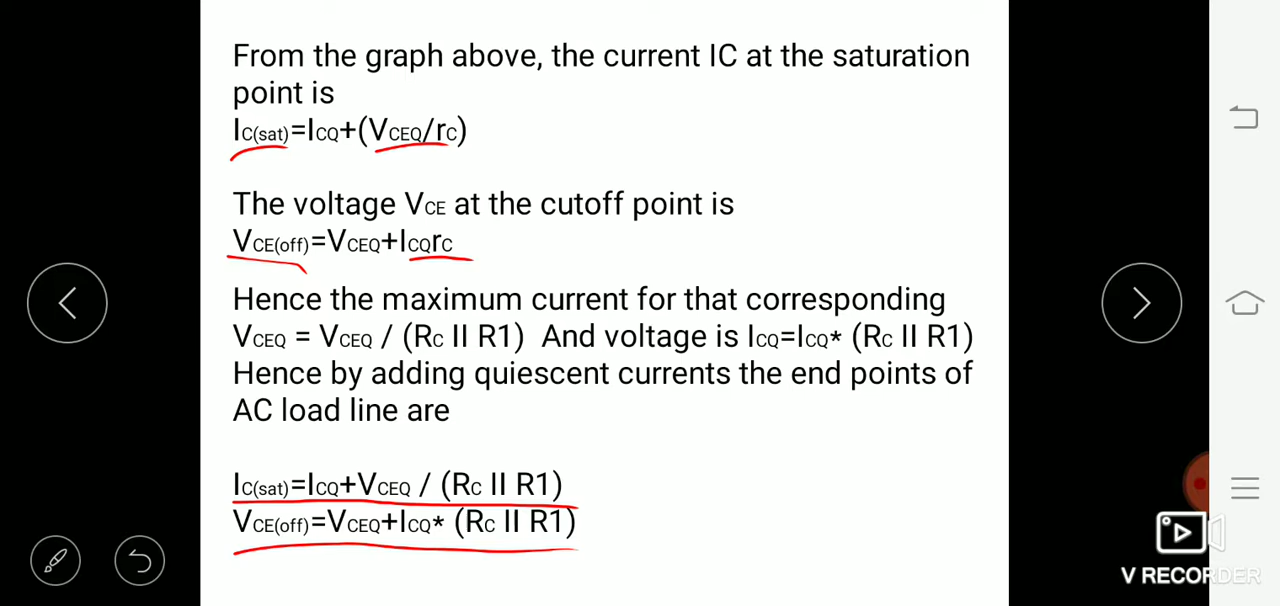 From the graph above, the current IC at the saturation
point is
IC(sat)=ICQ+(VCEQ/rC)
The voltage VCE at the cutoff point is
VCE(off)=VCEQ+ICQrC
Hence the maximum current for that corresponding
VCEQ = VCEQ / (RC II R1) And voltage is ICQ=ICQ* (RC II R1)
Hence by adding quiescent currents the end points of
AC load line are
IC(sat)=ICQ+VCEQ / (RC II R1)
VCE(off)=VCEQ+ICQ* (RC II R1)
V RECORDER